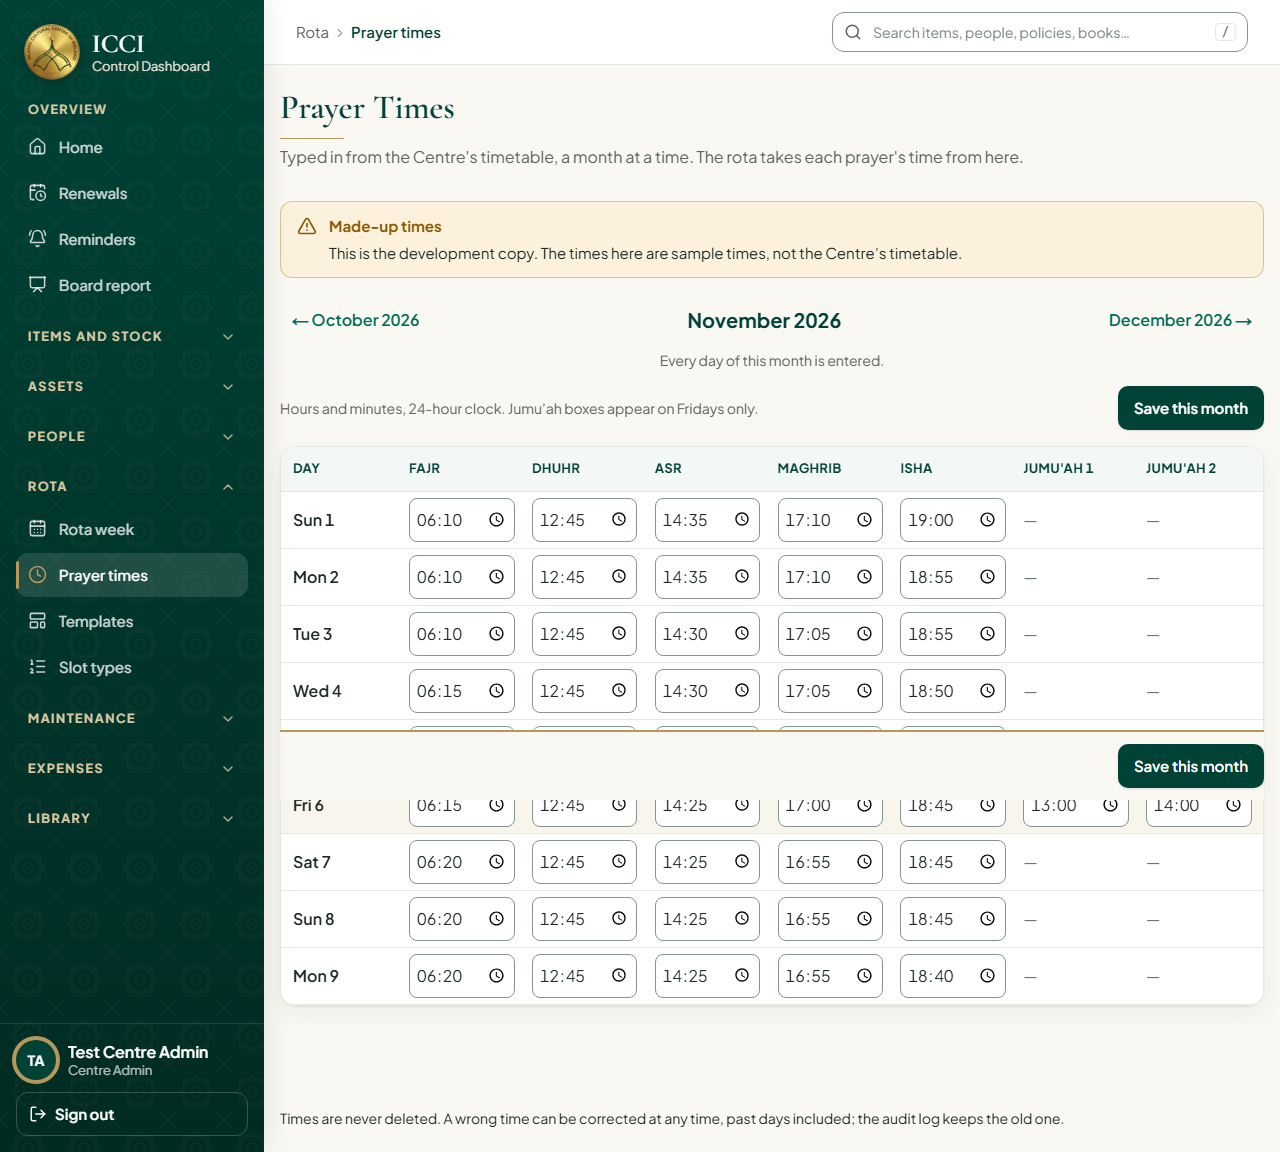 ICCI
Control Dashboard
OVERVIEW
Home
Renewals
Reminders
Board report
ITEMS AND STOCK
ASSETS
PEOPLE
ROTA
Rota week
Prayer times
Templates
Slot types
MAINTENANCE
EXPENSES
LIBRARY
TA
Test Centre Admin
Centre Admin
Sign out
Rota › Prayer times
Search items, people, policies, books… /
Prayer Times
Typed in from the Centre's timetable, a month at a time. The rota takes each prayer's time from here.
Made-up times
This is the development copy. The times here are sample times, not the Centre’s timetable.
← October 2026 November 2026 December 2026 →
Every day of this month is entered.
Hours and minutes, 24-hour clock. Jumu’ah boxes appear on Fridays only. Save this month
DAY FAJR DHUHR ASR MAGHRIB ISHA JUMU'AH 1 JUMU'AH 2
Sun 1 06:10 12:45 14:35 17:10 19:00 — —
Mon 2 06:10 12:45 14:35 17:10 18:55 — —
Tue 3 06:10 12:45 14:30 17:05 18:55 — —
Wed 4 06:15 12:45 14:30 17:05 18:50 — —
Save this month
Fri 6 06:15 12:45 14:25 17:00 18:45 13:00 14:00
Sat 7 06:20 12:45 14:25 16:55 18:45 — —
Sun 8 06:20 12:45 14:25 16:55 18:45 — —
Mon 9 06:20 12:45 14:25 16:55 18:40 — —
Times are never deleted. A wrong time can be corrected at any time, past days included; the audit log keeps the old one.